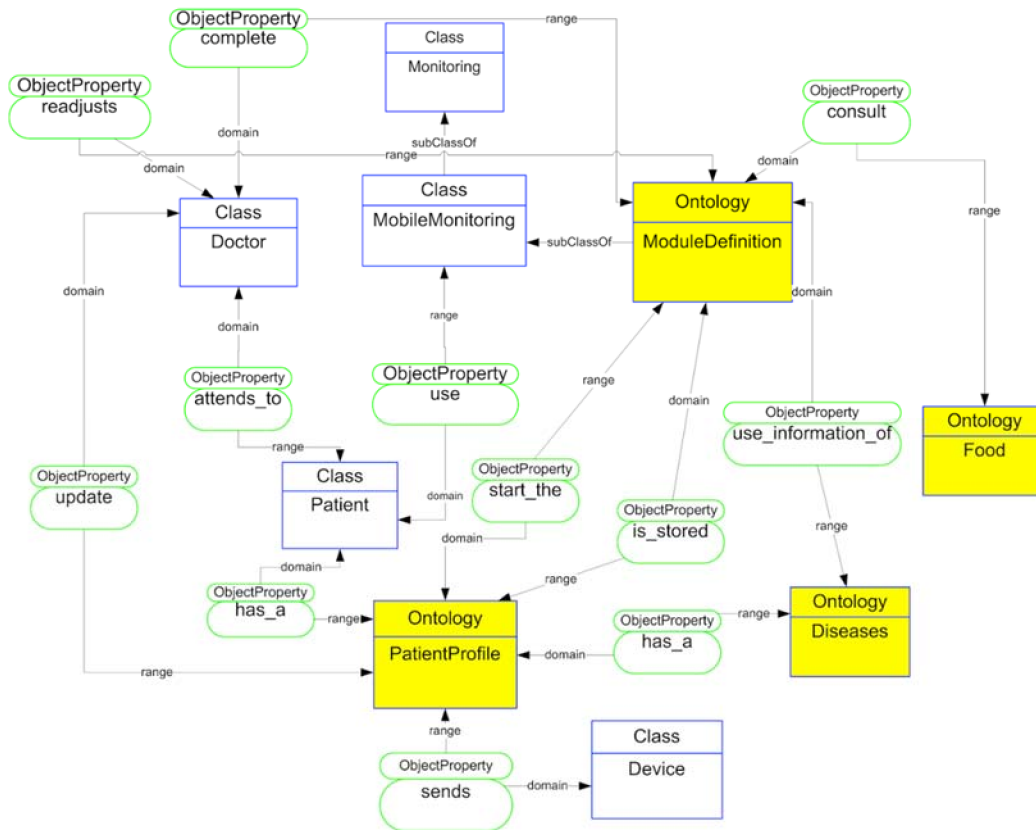 ObjectProperty
complete
range
Class
Monitoring
ObjectProperty
readjusts
ObjectProperty
consult
domain
subClassOf
range
domain
domain
Class
Doctor
Class
MobileMonitoring
Ontology
ModuleDefinition
subClassOf
range
domain
domain
domain
range
range
domain
ObjectProperty
attends_to
ObjectProperty
use
ObjectProperty
use_information_of
Ontology
Food
range
Class
Patient
ObjectProperty
update
domain
ObjectProperty
start_the
ObjectProperty
is_stored
range
domain
domain
range
ObjectProperty
has_a
range
Ontology
PatientProfile
ObjectProperty
has_a
range
Ontology
Diseases
domain
range
range
Class
Device
ObjectProperty
sends
domain